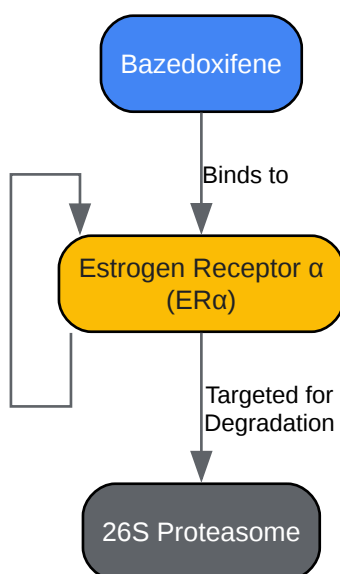 Bazedoxifene
Binds to
Estrogen Receptor α
(ERα)
Targeted for
Degradation
26S Proteasome